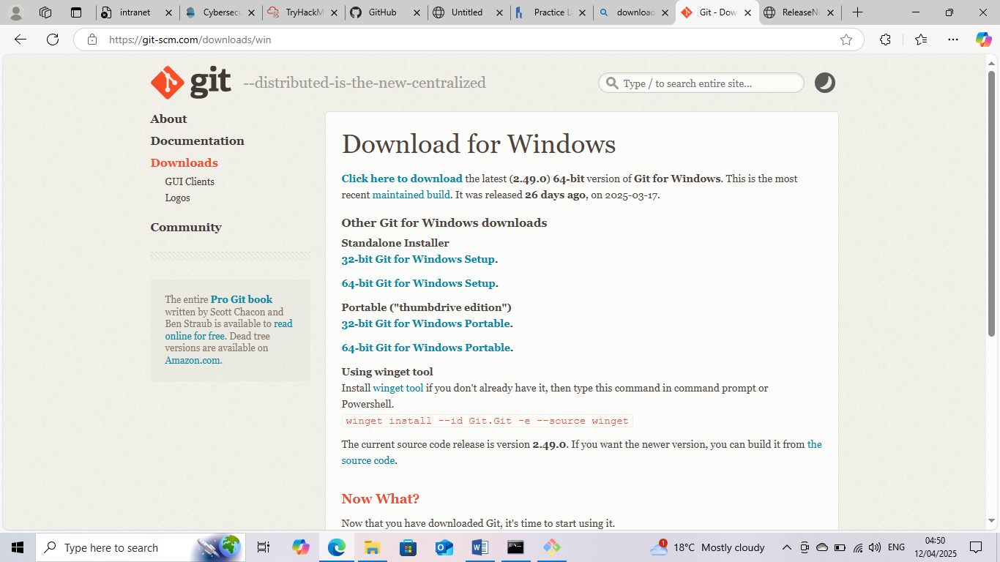 intranet
Cybersecu
TryHackM
GitHub
Untitled
Practice L
download
Git - Dow
ReleaseNo
https://git-scm.com/downloads/win
git --distributed-is-the-new-centralized
Type / to search entire site...
About
Documentation
Downloads
GUI Clients
Logos
Community
The entire Pro Git book
written by Scott Chacon and
Ben Straub is available to read
online for free. Dead tree
versions are available on
Amazon.com.
Download for Windows
Click here to download the latest (2.49.0) 64-bit version of Git for Windows. This is the most
recent maintained build. It was released 26 days ago, on 2025-03-17.
Other Git for Windows downloads
Standalone Installer
32-bit Git for Windows Setup.
64-bit Git for Windows Setup.
Portable ("thumbdrive edition")
32-bit Git for Windows Portable.
64-bit Git for Windows Portable.
Using winget tool
Install winget tool if you don't already have it, then type this command in command prompt or
Powershell.
winget install --id Git.Git -e --source winget
The current source code release is version 2.49.0. If you want the newer version, you can build it from the
source code.
Now What?
Now that you have downloaded Git, it's time to start using it.
Type here to search
1
18°C Mostly cloudy
ENG
04:50
12/04/2025